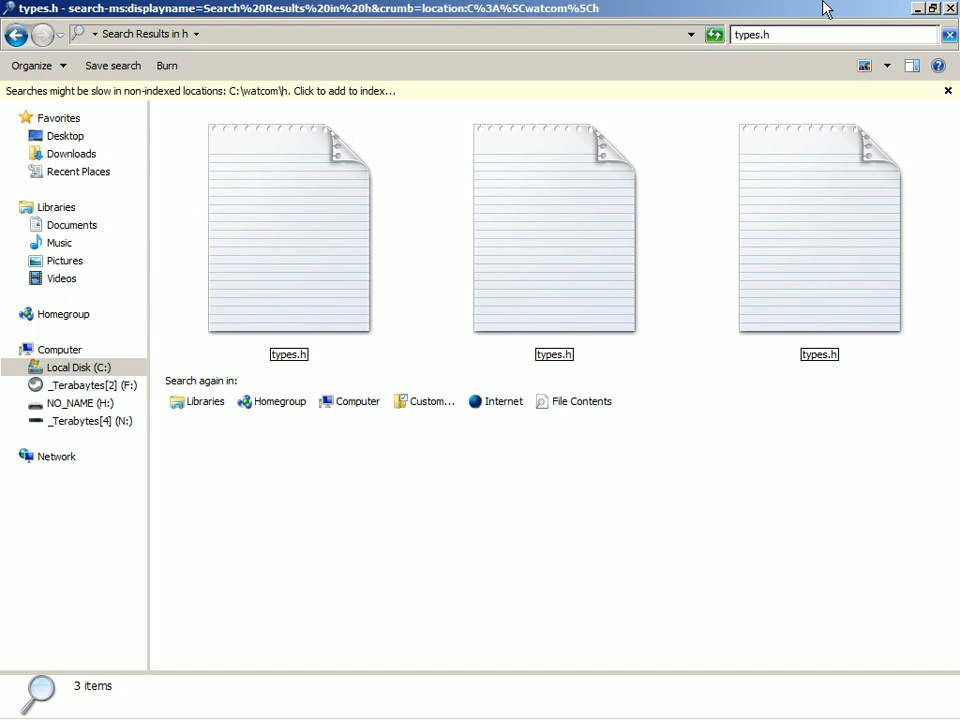 types.h - search-ms:displayname=Search%20Results%20in%20h&crumb=location:C%3A%5Cwatcom%5Ch
Search Results in h
types.h
Organize
Save search
Burn
Searches might be slow in non-indexed locations: C:\watcom\h. Click to add to index...
Favorites
Desktop
Downloads
Recent Places
Libraries
Documents
Music
Pictures
Videos
Homegroup
Computer
Local Disk (C:)
_Terabaytes[2] (F:)
NO_NAME (H:)
_Terabytes[4] (N:)
Network
types.h
types.h
types.h
Search again in:
Libraries
Homegroup
Computer
Custom...
Internet
File Contents
3 items